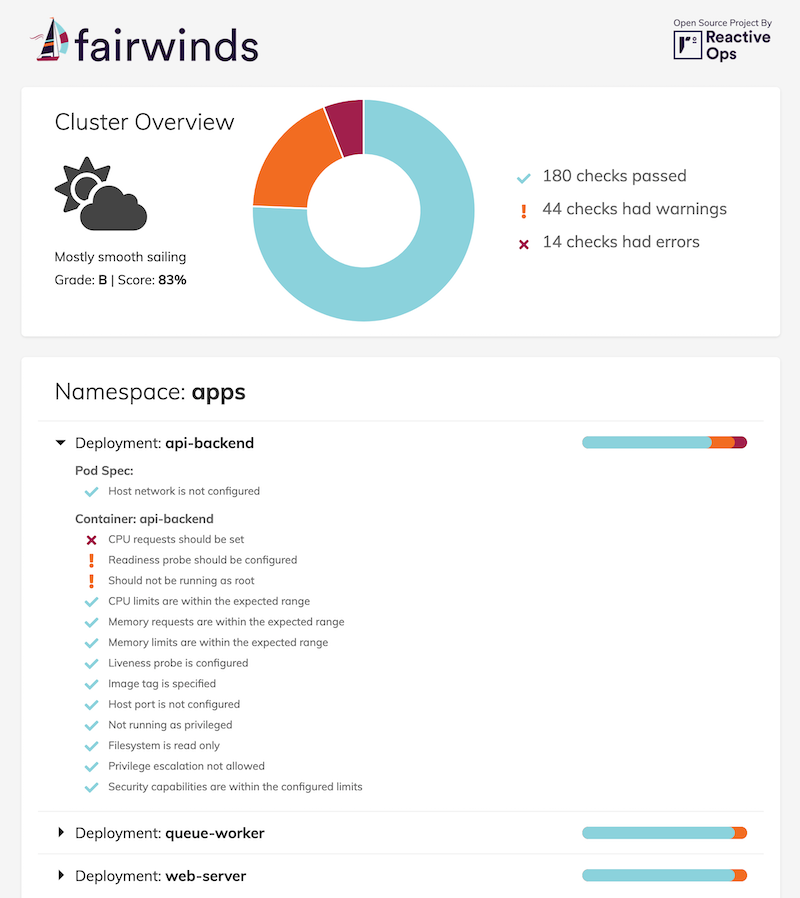 fairwinds
Open Source Project By
Reactive
Ops
Cluster Overview
Mostly smooth sailing
Grade: B | Score: 83%
180 checks passed
44 checks had warnings
14 checks had errors
Namespace: apps
Deployment: api-backend
Pod Spec:
Host network is not configured
Container: api-backend
CPU requests should be set
Readiness probe should be configured
Should not be running as root
CPU limits are within the expected range
Memory requests are within the expected range
Memory limits are within the expected range
Liveness probe is configured
Image tag is specified
Host port is not configured
Not running as privileged
Filesystem is read only
Privilege escalation not allowed
Security capabilities are within the configured limits
Deployment: queue-worker
Deployment: web-server